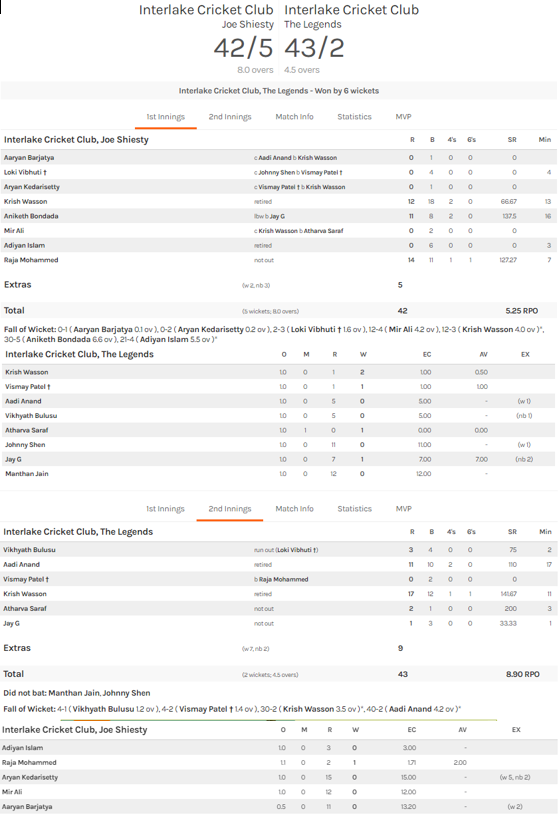 Interlake Cricket Club Interlake Cricket Club
Joe Shiesty The Legends
42/5 43/2
8.0 overs 4.5 overs
Interlake Cricket Club, The Legends - Won by 6 wickets
1st Innings 2nd Innings Match Info Statistics MVP
Interlake Cricket Club, Joe Shiesty R B 4's 6's SR Min
Aaryan Barjatya c Aadi Anand b Krish Wasson 0 1 0 0 0
Loki Vibhuti † c Johnny Shen b Vismay Patel † 0 4 0 0 0 4
Aryan Kedarisetty c Vismay Patel † b Krish Wasson 0 1 0 0 0
Krish Wasson retired 12 18 2 0 66.67 13
Aniketh Bondada lbw b Jay G 11 8 2 0 137.5 16
Mir Ali c Krish Wasson b Atharva Saraf 0 2 0 0 0
Adiyan Islam retired 0 6 0 0 0 3
Raja Mohammed not out 14 11 1 1 127.27 7
Extras (w 2, nb 3) 5
Total (5 wickets; 8.0 overs) 42 5.25 RPO
Fall of Wicket: 0-1 ( Aaryan Barjatya 0.1 ov ), 0-2 ( Aryan Kedarisetty 0.2 ov ), 2-3 ( Loki Vibhuti † 1.6 ov ), 12-4 ( Mir Ali 4.2 ov ), 12-3 ( Krish Wasson 4.0 ov )*,
30-5 ( Aniketh Bondada 6.6 ov ), 21-4 ( Adiyan Islam 5.5 ov )*
Interlake Cricket Club, The Legends O M R W EC AV EX
Krish Wasson 1.0 0 1 2 1.00 0.50
Vismay Patel † 1.0 0 1 1 1.00 1.00
Aadi Anand 1.0 0 5 0 5.00 - (w 1)
Vikhyath Bulusu 1.0 0 5 0 5.00 - (nb 1)
Atharva Saraf 1.0 1 0 1 0.00 0.00
Johnny Shen 1.0 0 11 0 11.00 - (w 1)
Jay G 1.0 0 7 1 7.00 7.00 (nb 2)
Manthan Jain 1.0 0 12 0 12.00 -
1st Innings 2nd Innings Match Info Statistics MVP
Interlake Cricket Club, The Legends R B 4's 6's SR Min
Vikhyath Bulusu run out (Loki Vibhuti †) 3 4 0 0 75 2
Aadi Anand retired 11 10 2 0 110 17
Vismay Patel † b Raja Mohammed 0 2 0 0 0
Krish Wasson retired 17 12 1 1 141.67 11
Atharva Saraf not out 2 1 0 0 200 3
Jay G not out 1 3 0 0 33.33 1
Extras (w 7, nb 2) 9
Total (2 wickets; 4.5 overs) 43 8.90 RPO
Did not bat: Manthan Jain, Johnny Shen
Fall of Wicket: 4-1 ( Vikhyath Bulusu 1.2 ov ), 4-2 ( Vismay Patel † 1.4 ov ), 30-2 ( Krish Wasson 3.5 ov )*, 40-2 ( Aadi Anand 4.2 ov )*
Interlake Cricket Club, Joe Shiesty O M R W EC AV EX
Adiyan Islam 1.0 0 3 0 3.00 -
Raja Mohammed 1.1 0 2 1 1.71 2.00
Aryan Kedarisetty 1.0 0 15 0 15.00 - (w 5, nb 2)
Mir Ali 1.0 0 12 0 12.00 -
Aaryan Barjatya 0.5 0 11 0 13.20 - (w 2)